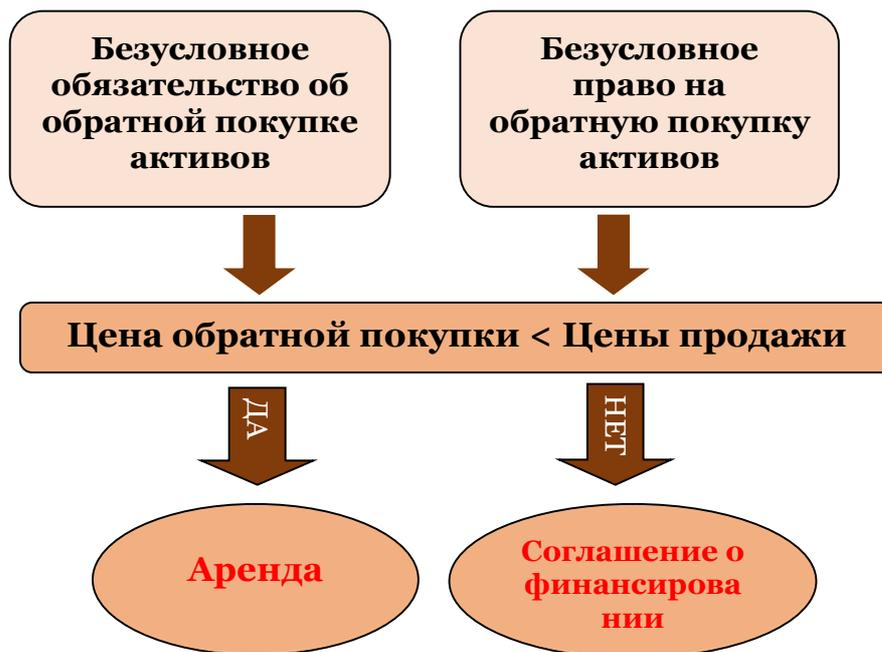 Безусловное
обязательство об
обратной покупке
активов
Безусловное
право на
обратную покупку
активов
Цена обратной покупки < Цены продажи
ДА
НЕТ
Аренда
Соглашение о
финансирова
нии